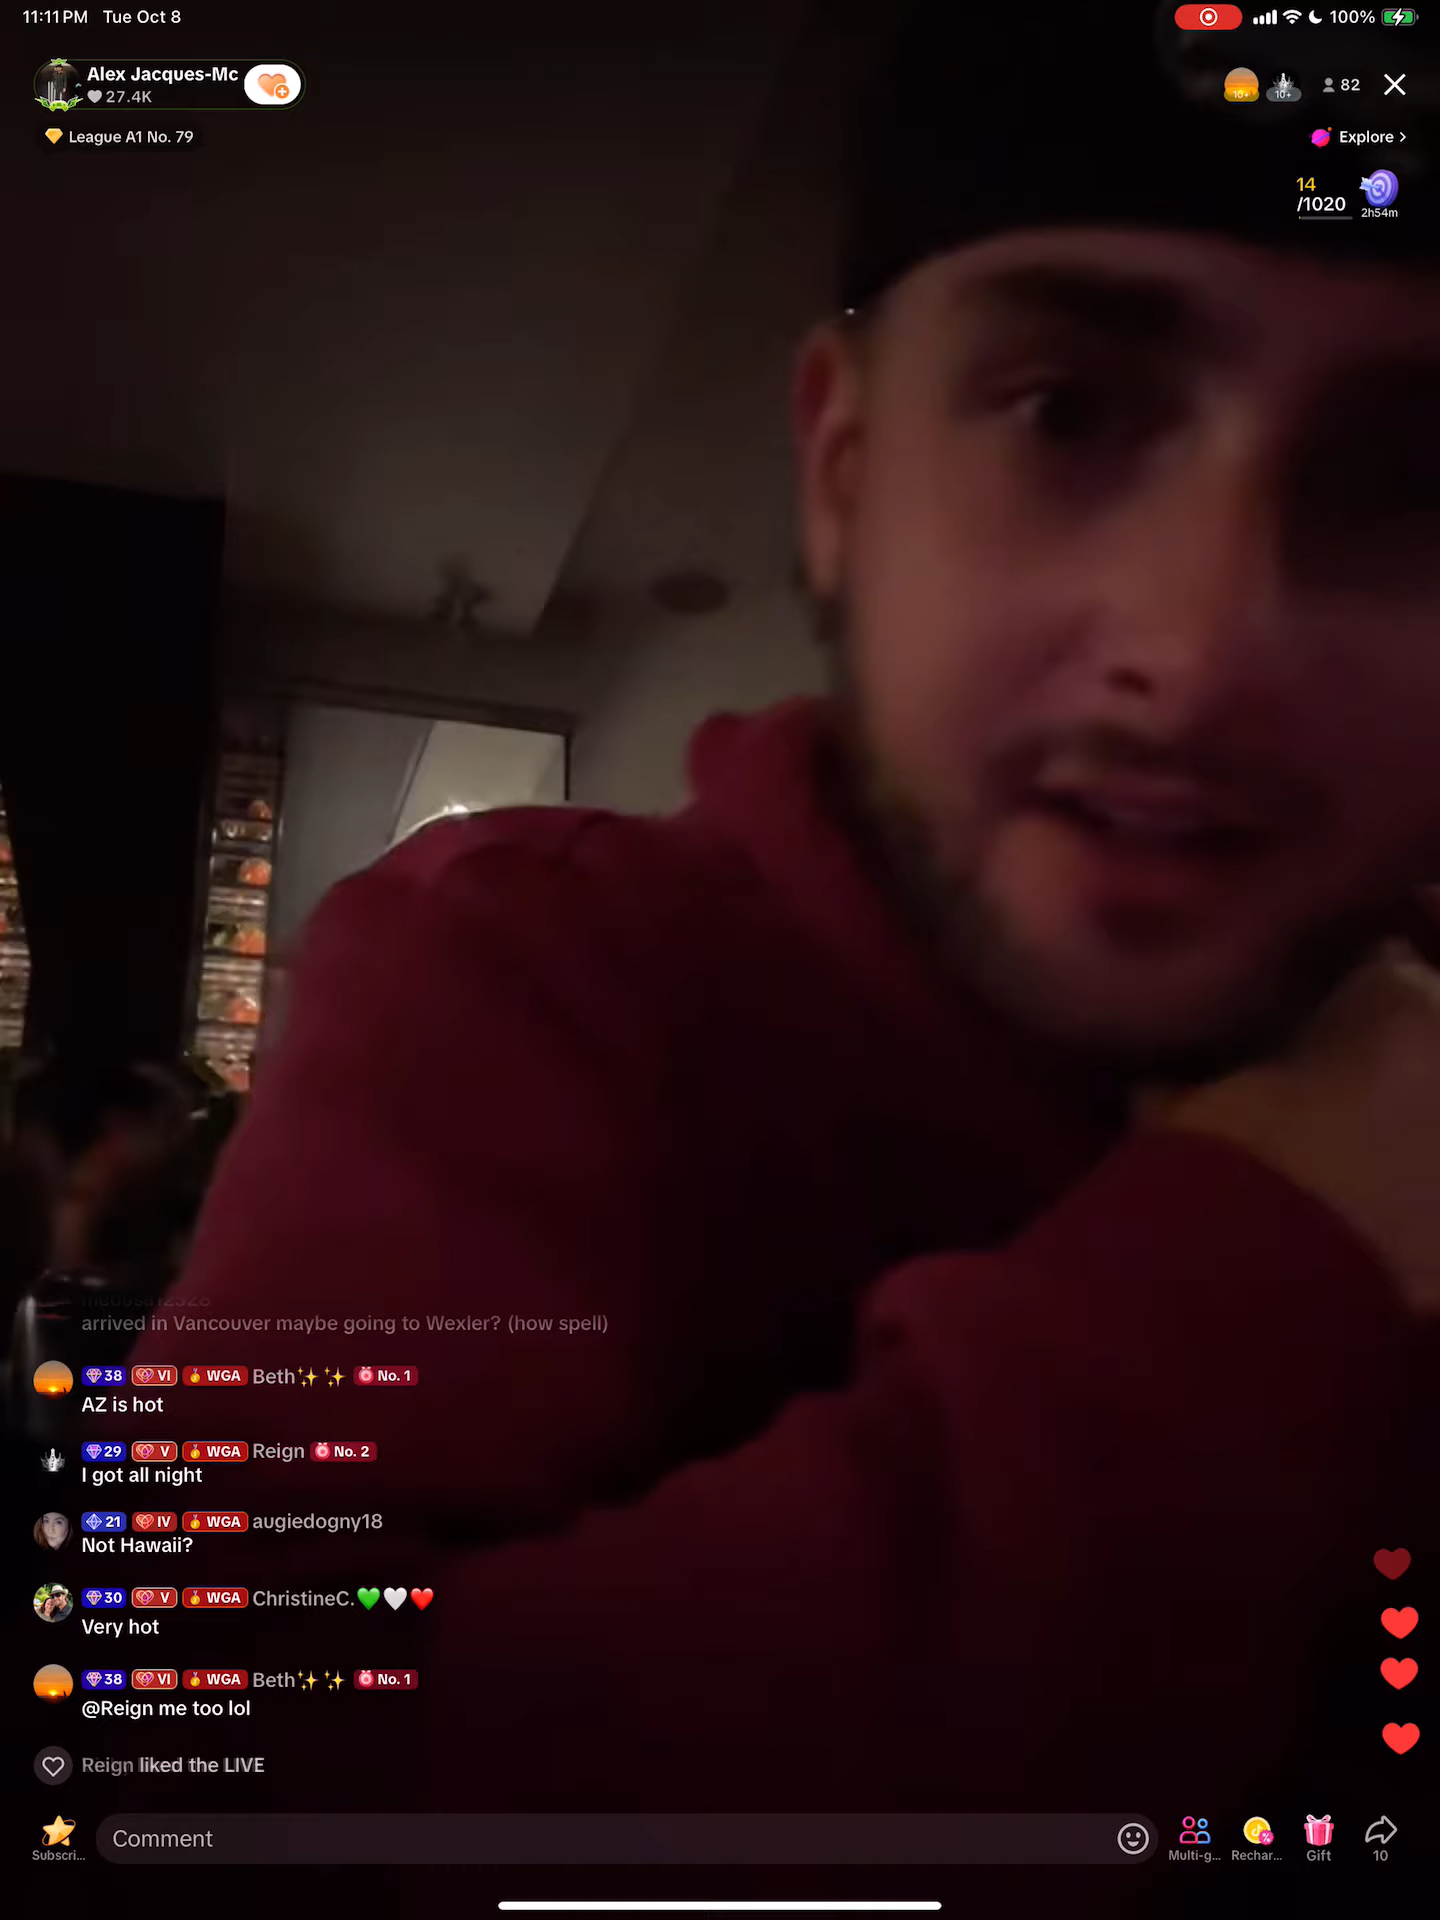 11:11 PM Tue Oct 8
100%
Alex Jacques-Mc
27.4K
10+
10+
82
League A1 No. 79
Explore >
14
/1020
2h54m
arrived in Vancouver maybe going to Wexler? (how spell)
38 VI WGA Beth✨✨ No. 1
AZ is hot
29 V WGA Reign No. 2
I got all night
21 IV WGA augiedogny18
Not Hawaii?
30 V WGA ChristineC.💚🤍❤️
Very hot
38 VI WGA Beth✨✨ No. 1
@Reign me too lol
Reign liked the LIVE
Subscri...
Comment
Multi-g...
Rechar...
Gift
10